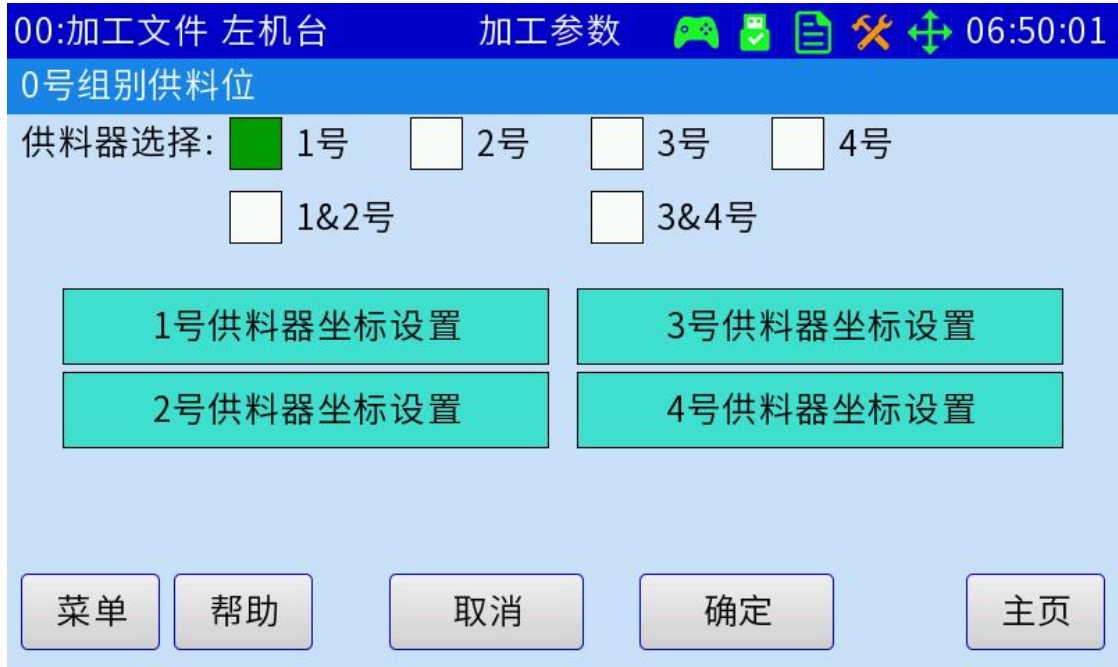 00:加工文件 左机台 加工参数 06:50:01
0号组别供料位
供料器选择: 1号 2号 3号 4号
1&2号 3&4号
1号供料器坐标设置 3号供料器坐标设置
2号供料器坐标设置 4号供料器坐标设置
菜单 帮助 取消 确定 主页